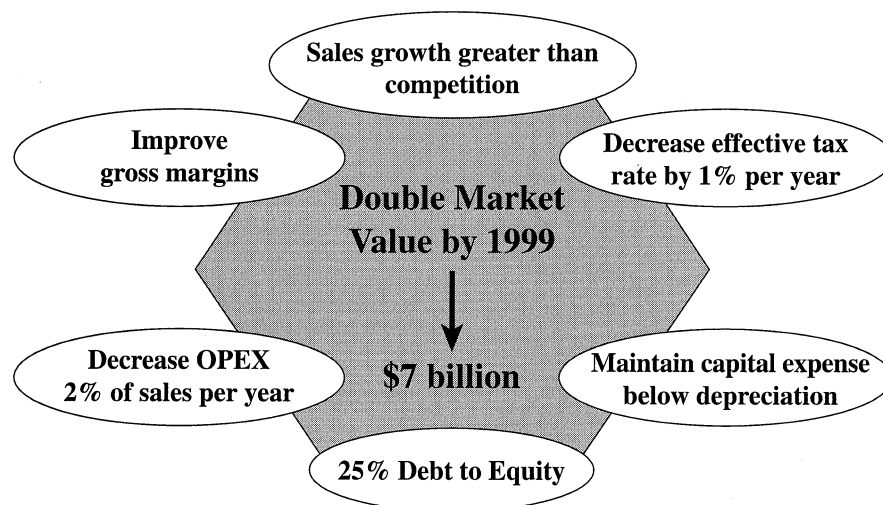 Sales growth greater than
competition
Improve
gross margins
Decrease effective tax
rate by 1% per year
Double Market
Value by 1999
$7 billion
Decrease OPEX
2% of sales per year
Maintain capital expense
below depreciation
25% Debt to Equity